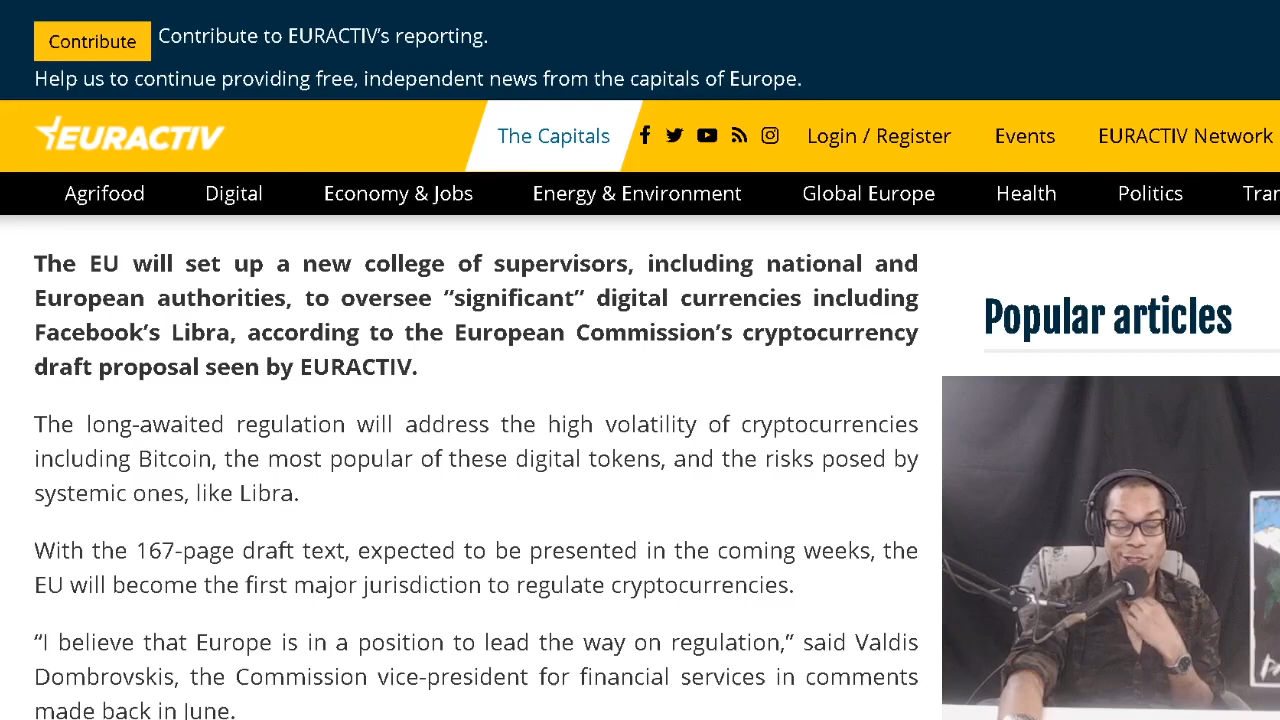 Contribute Contribute to EURACTIV’s reporting.
Help us to continue providing free, independent news from the capitals of Europe.
EURACTIV The Capitals Login / Register Events EURACTIV Network
Agrifood Digital Economy & Jobs Energy & Environment Global Europe Health Politics Tran
The EU will set up a new college of supervisors, including national and
European authorities, to oversee “significant” digital currencies including
Facebook’s Libra, according to the European Commission’s cryptocurrency
draft proposal seen by EURACTIV.
Popular articles
The long-awaited regulation will address the high volatility of cryptocurrencies
including Bitcoin, the most popular of these digital tokens, and the risks posed by
systemic ones, like Libra.
With the 167-page draft text, expected to be presented in the coming weeks, the
EU will become the first major jurisdiction to regulate cryptocurrencies.
“I believe that Europe is in a position to lead the way on regulation,” said Valdis
Dombrovskis, the Commission vice-president for financial services in comments
made back in June.